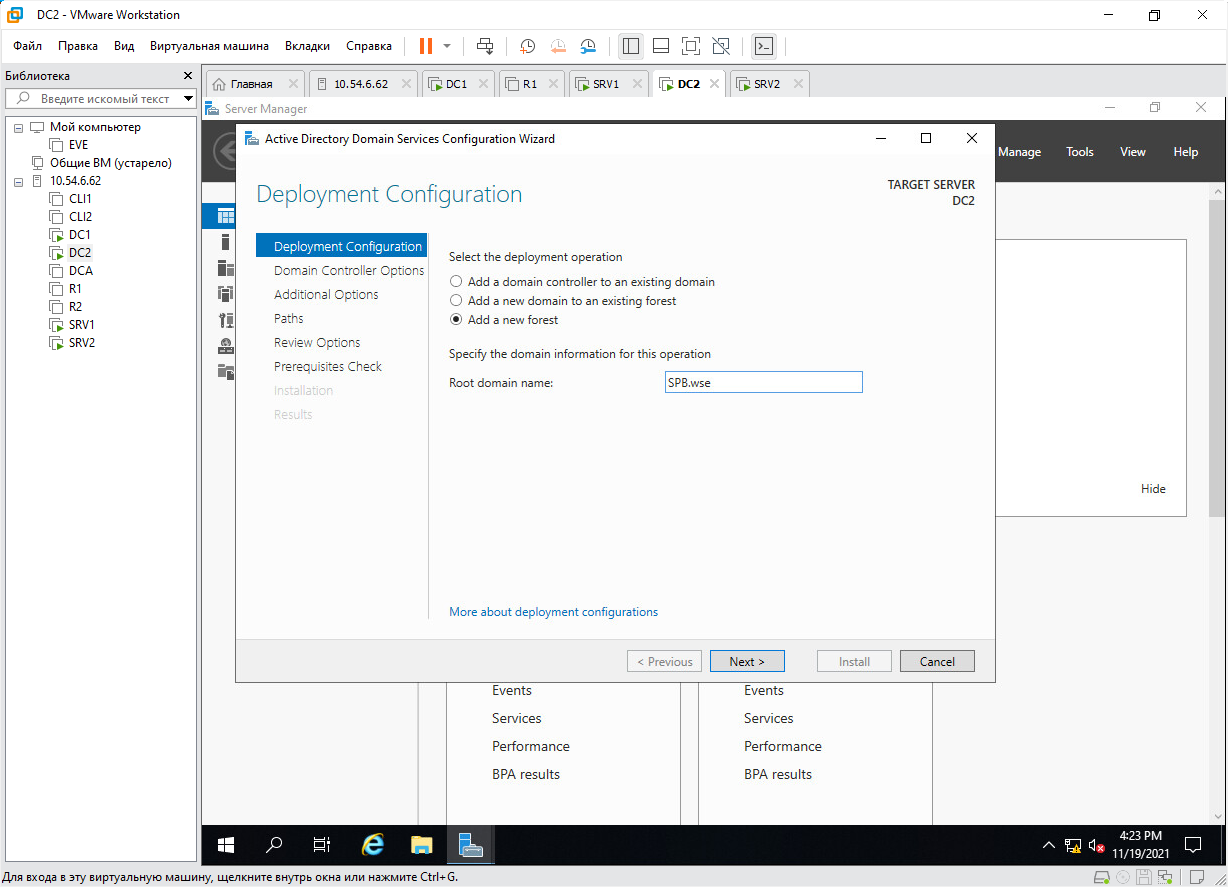 DC2 - VMware Workstation
Файл Правка Вид Виртуальная машина Вкладки Справка
Библиотека
Введите искомый текст
Мой компьютер
EVE
Общие ВМ (устарело)
10.54.6.62
CLI1
CLI2
DC1
DC2
DCA
R1
R2
SRV1
SRV2
Главная 10.54.6.62 DC1 R1 SRV1 DC2 SRV2
Server Manager
Manage Tools View Help
Active Directory Domain Services Configuration Wizard
Deployment Configuration
TARGET SERVER
DC2
Deployment Configuration
Domain Controller Options
Additional Options
Paths
Review Options
Prerequisites Check
Installation
Results
Select the deployment operation
Add a domain controller to an existing domain
Add a new domain to an existing forest
Add a new forest
Specify the domain information for this operation
Root domain name: SPB.wse
More about deployment configurations
< Previous Next > Install Cancel
Hide
Events Events
Services Services
Performance Performance
BPA results BPA results
4:23 PM
11/19/2021
Для входа в эту виртуальную машину, щелкните внутрь окна или нажмите Ctrl+G.